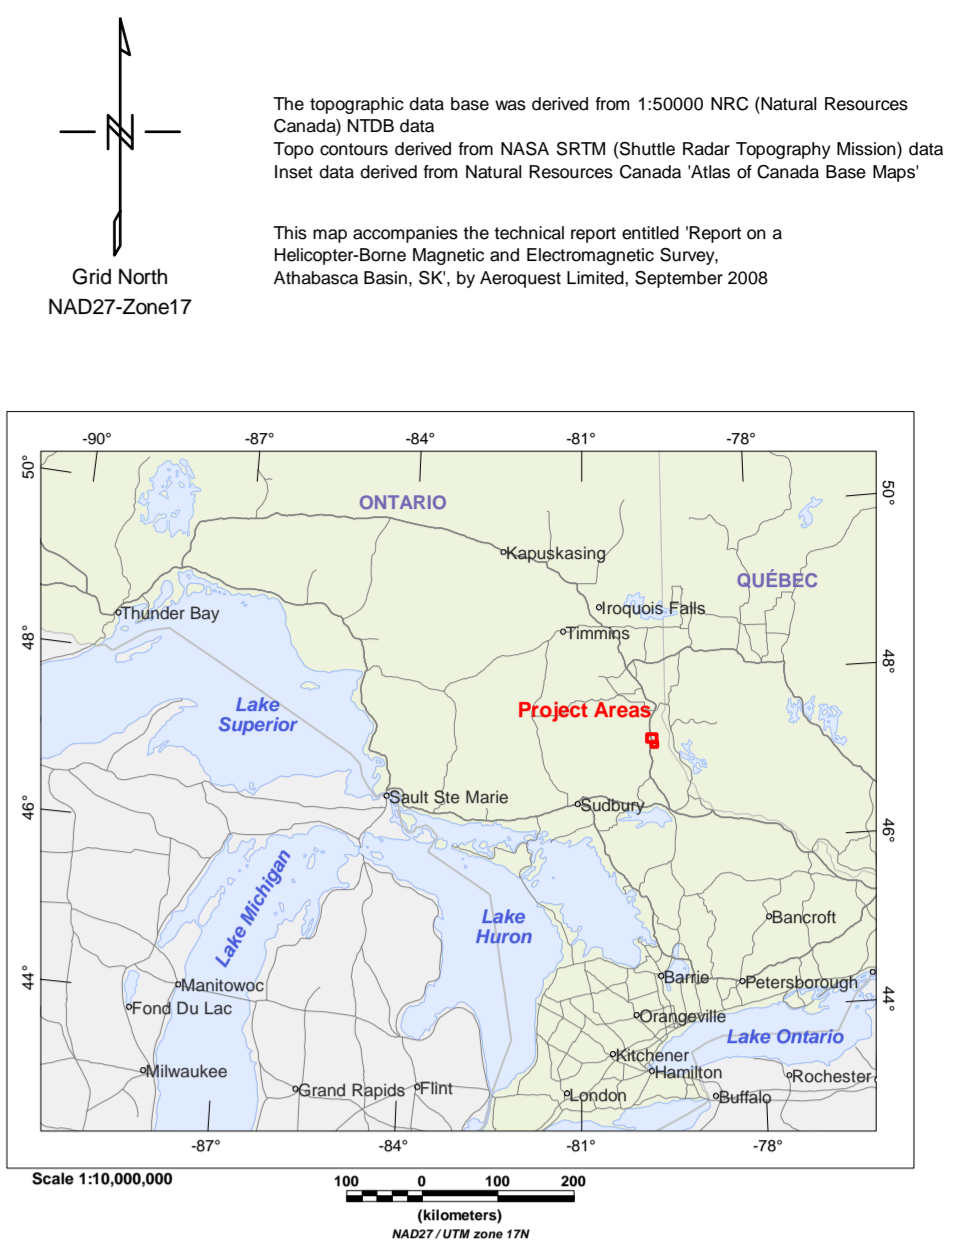 N
Grid North
NAD27-Zone17
The topographic data base was derived from 1:50000 NRC (Natural Resources
Canada) NTDB data
Topo contours derived from NASA SRTM (Shuttle Radar Topography Mission) data
Inset data derived from Natural Resources Canada 'Atlas of Canada Base Maps'
This map accompanies the technical report entitled 'Report on a
Helicopter-Borne Magnetic and Electromagnetic Survey,
Athabasca Basin, SK', by Aeroquest Limited, September 2008
-90°
-87°
-84°
-81°
-78°
50°
50°
ONTARIO
Kapuskasing
QUÉBEC
Iroquois Falls
Thunder Bay
Timmins
48°
48°
Lake
Superior
Project Areas
Sault Ste Marie
Sudbury
46°
46°
Lake Michigan
Lake
Huron
Bancroft
44°
Manitowoc
Barrie
Petersborough
44°
Fond Du Lac
Orangeville
Lake Ontario
Kitchener
Milwaukee
Hamilton
Rochester
Grand Rapids
Flint
London
Buffalo
-87°
-84°
-81°
-78°
Scale 1:10,000,000
100 0 100 200
(kilometers)
NAD27 / UTM zone 17N